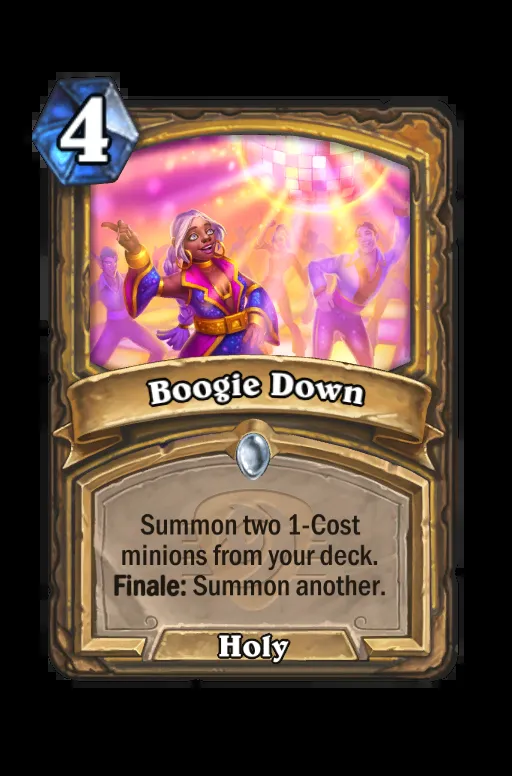 4
Boogie Down
Summon two 1-Cost
minions from your deck.
Finale: Summon another.
Holy